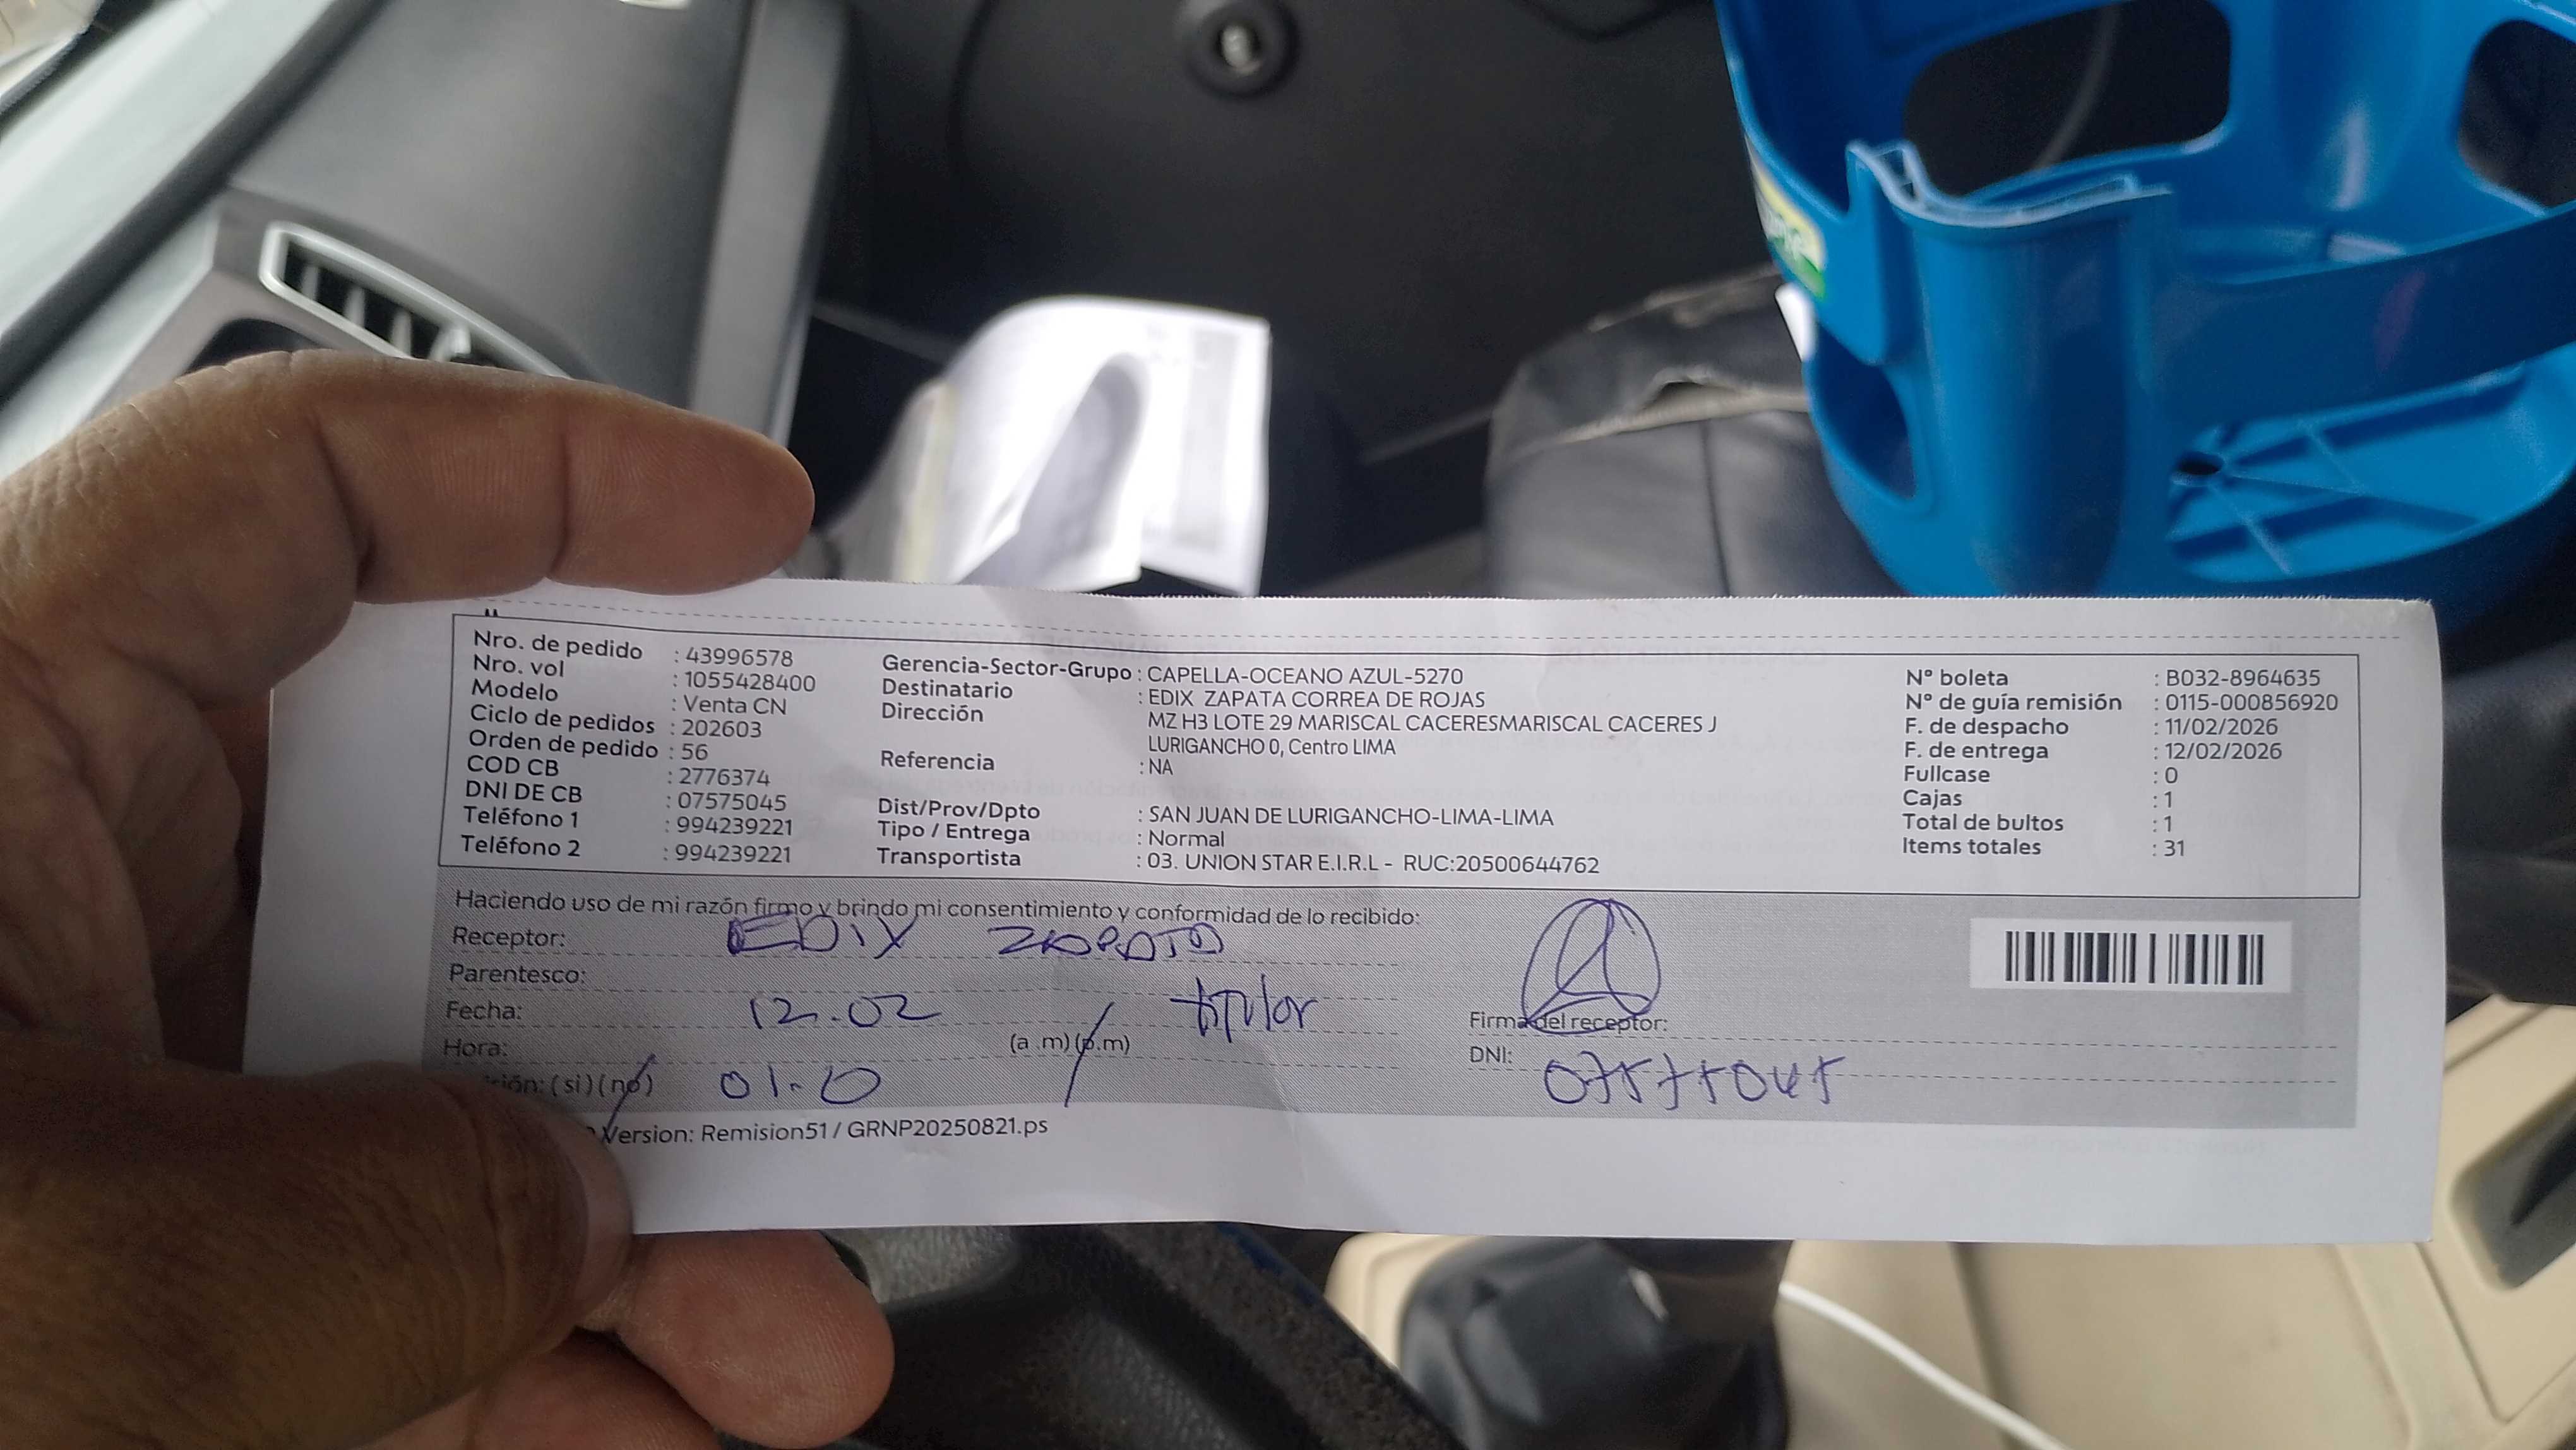 Nro. de pedido : 43996578
Nro. vol : 1055428400
Modelo : Venta CN
Ciclo de pedidos : 202603
Orden de pedido : 56
COD CB : 2776374
DNI DE CB : 07575045
Teléfono 1 : 994239221
Teléfono 2 : 994239221
Gerencia-Sector-Grupo : CAPELLA-OCEANO AZUL-5270
Destinatario : EDIX ZAPATA CORREA DE ROJAS
Dirección : MZ H3 LOTE 29 MARISCAL CACERESMARISCAL CACERES J
LURIGANCHO 0, Centro LIMA
Referencia : NA
Dist/Prov/Dpto : SAN JUAN DE LURIGANCHO-LIMA-LIMA
Tipo / Entrega : Normal
Transportista : 03. UNION STAR E.I.R.L - RUC:20500644762
N° boleta : B032-8964635
N° de guía remisión : 0115-000856920
F. de despacho : 11/02/2026
F. de entrega : 12/02/2026
Fullcase : 0
Cajas : 1
Total de bultos : 1
Items totales : 31
Haciendo uso de mi razón firmo y brindo mi consentimiento y conformidad de lo recibido:
Receptor: EDIX ZAPATA
Parentesco: titular
Fecha: 12.02
Hora: 01.10 (a .m) (p.m)
(si) (no)
Firma del receptor:
DNI: 07575045
Version: Remision51 / GRNP20250821.ps